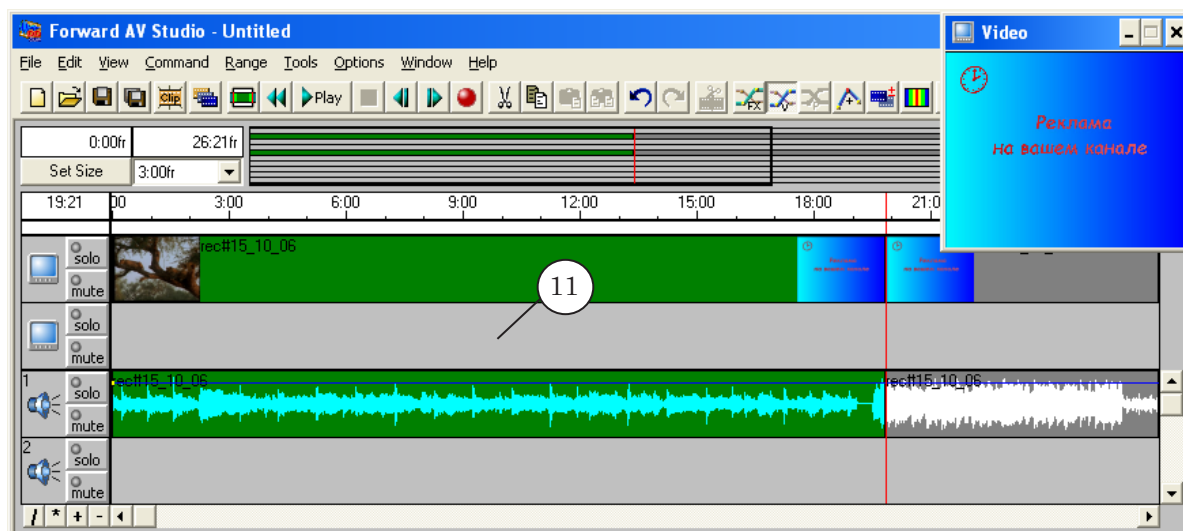 Forward AV Studio - Untitled
Video
File Edit View Command Range Tools Options Window Help
Clip Play FX
Реклама
на вашем канале
0:00fr 26:21fr
Set Size 3:00fr
19:21 00 3:00 6:00 9:00 12:00 15:00 18:00 21:0
solo rec#15_10_06
mute
11
solo
mute
1 solo rec#15_10_06 rec#15_10_06
mute
2 solo
mute
/ * + -